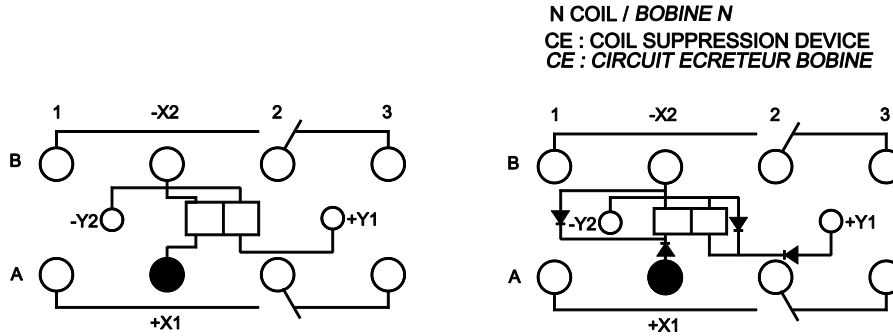 N COIL / BOBINE N
CE : COIL SUPPRESSION DEVICE
CE : CIRCUIT ECRETEUR BOBINE
1 -X2 2 3
B
-Y2 +Y1
A
+X1
1 -X2 2 3
B
-Y2 +Y1
A
+X1